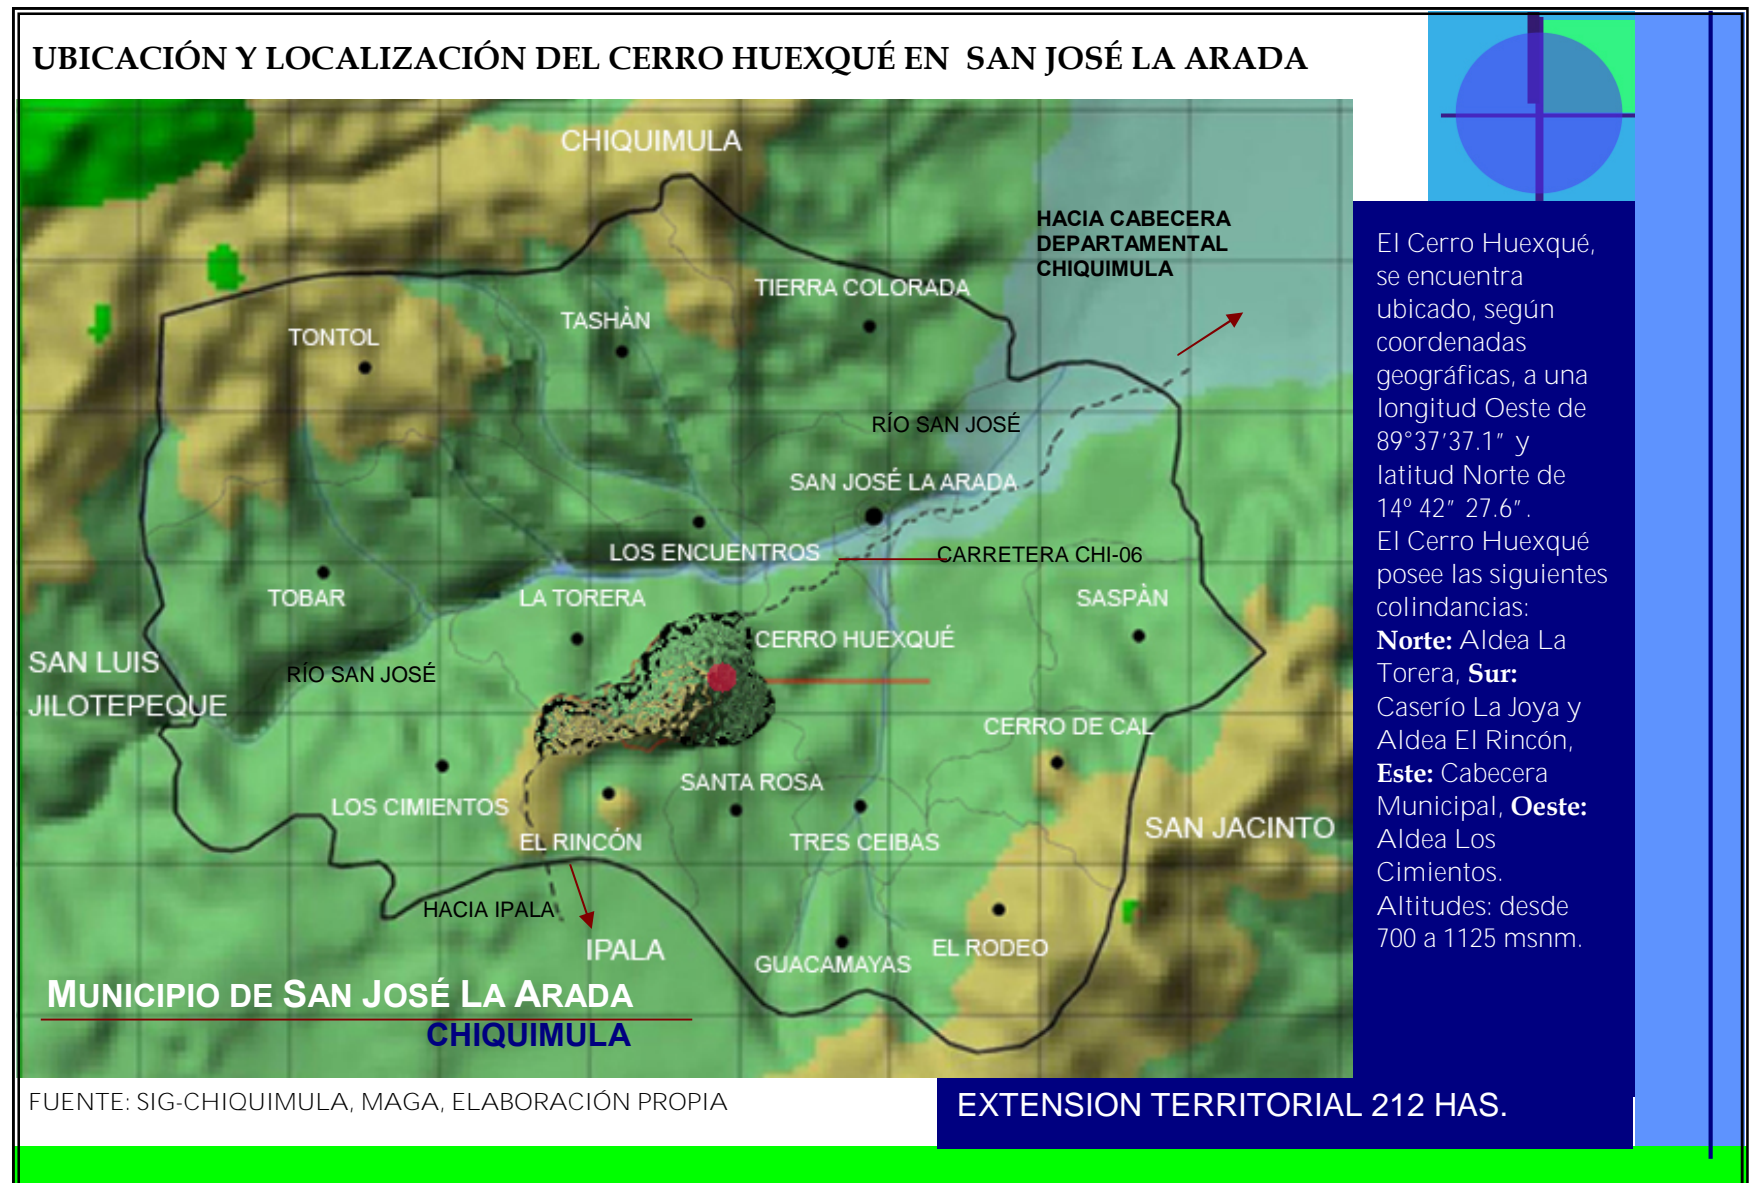 UBICACIÓN Y LOCALIZACIÓN DEL CERRO HUEXQUÉ EN SAN JOSÉ LA ARADA
CHIQUIMULA
HACIA CABECERA
DEPARTAMENTAL
CHIQUIMULA
TIERRA COLORADA
TASHÀN
TONTOL
RÍO SAN JOSÉ
SAN JOSÉ LA ARADA
LOS ENCUENTROS
CARRETERA CHI-06
TOBAR
LA TORERA
SASPÀN
CERRO HUEXQUÉ
SAN LUIS
JILOTEPEQUE
RÍO SAN JOSÉ
CERRO DE CAL
SANTA ROSA
LOS CIMIENTOS
EL RINCÓN
TRES CEIBAS
SAN JACINTO
HACIA IPALA
IPALA
GUACAMAYAS
EL RODEO
MUNICIPIO DE SAN JOSÉ LA ARADA
CHIQUIMULA
El Cerro Huexqué,
se encuentra
ubicado, según
coordenadas
geográficas, a una
longitud Oeste de
89°37’37.1” y
latitud Norte de
14º 42” 27.6”.
El Cerro Huexqué
posee las siguientes
colindancias:
Norte: Aldea La
Torera, Sur:
Caserío La Joya y
Aldea El Rincón,
Este: Cabecera
Municipal, Oeste:
Aldea Los
Cimientos.
Altitudes: desde
700 a 1125 msnm.
FUENTE: SIG-CHIQUIMULA, MAGA, ELABORACIÓN PROPIA
EXTENSION TERRITORIAL 212 HAS.